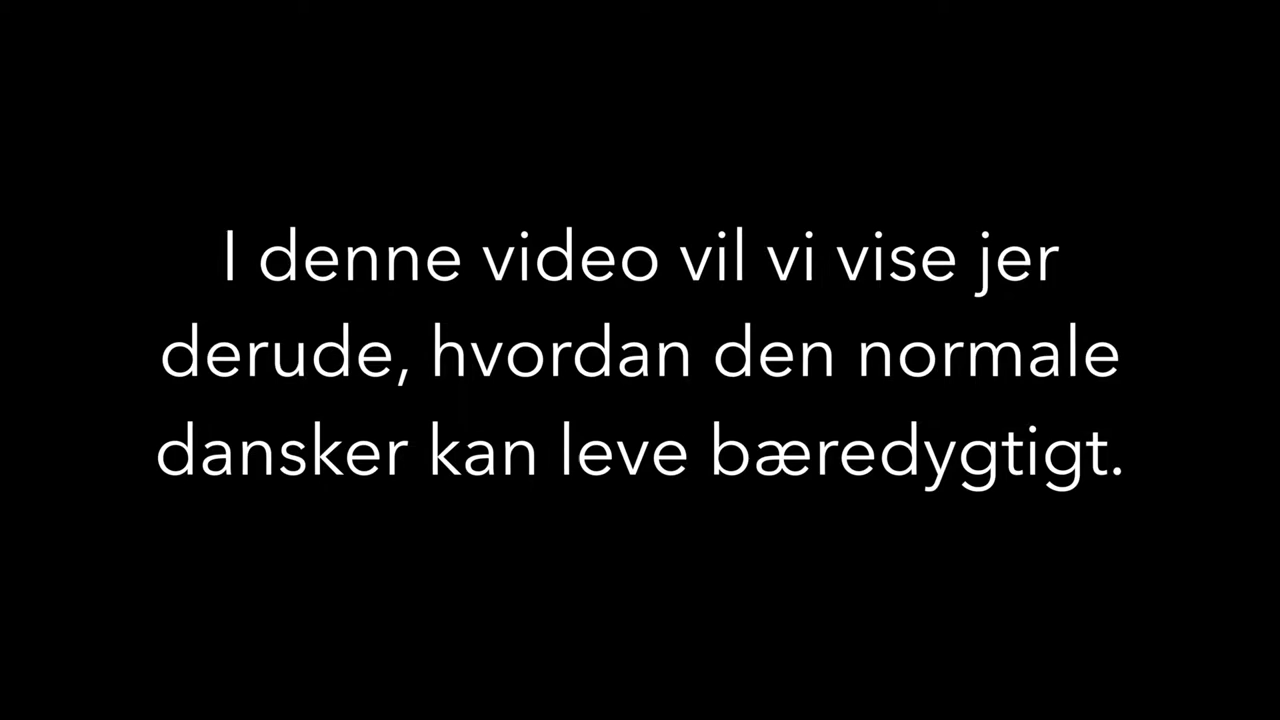 I denne video vil vi vise jer
derude, hvordan den normale
dansker kan leve bæredygtigt.